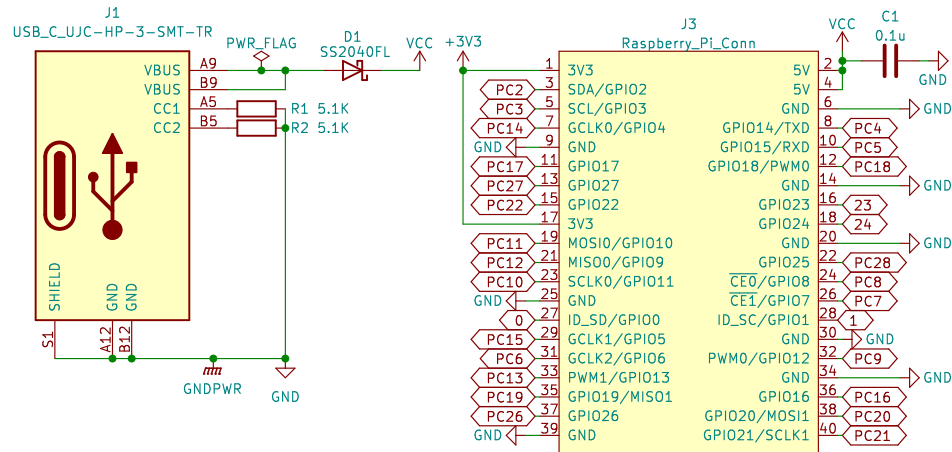 J1
USB_C_UJC-HP-3-SMT-TR
PWR_FLAG
D1
SS2040FL
VCC
VBUS A9
VBUS B9
CC1 A5 R1 5.1K
CC2 B5 R2 5.1K
SHIELD
GND
GND
S1
A12
B12
GNDPWR
GND
J3
Raspberry_Pi_Conn
+3V3
VCC
C1
0.1u
GND
1 3V3 5V 2
PC2 3 SDA/GPIO2 5V 4
PC3 5 SCL/GPIO3 GND 6 GND
PC14 7 GCLK0/GPIO4 GPIO14/TXD 8 PC4
GND 9 GND GPIO15/RXD 10 PC5
PC17 11 GPIO17 GPIO18/PWM0 12 PC18
PC27 13 GPIO27 GND 14 GND
PC22 15 GPIO22 GPIO23 16 23
17 3V3 GPIO24 18 24
PC11 19 MOSI0/GPIO10 GND 20 GND
PC12 21 MISO0/GPIO9 GPIO25 22 PC28
PC10 23 SCLK0/GPIO11 CE0/GPIO8 24 PC8
GND 25 GND CE1/GPIO7 26 PC7
0 27 ID_SD/GPIO0 ID_SC/GPIO1 28 1
PC15 29 GCLK1/GPIO5 GND 30 GND
PC6 31 GCLK2/GPIO6 PWM0/GPIO12 32 PC9
PC13 33 PWM1/GPIO13 GND 34 GND
PC19 35 GPIO19/MISO1 GPIO16 36 PC16
PC26 37 GPIO26 GPIO20/MOSI1 38 PC20
GND 39 GND GPIO21/SCLK1 40 PC21